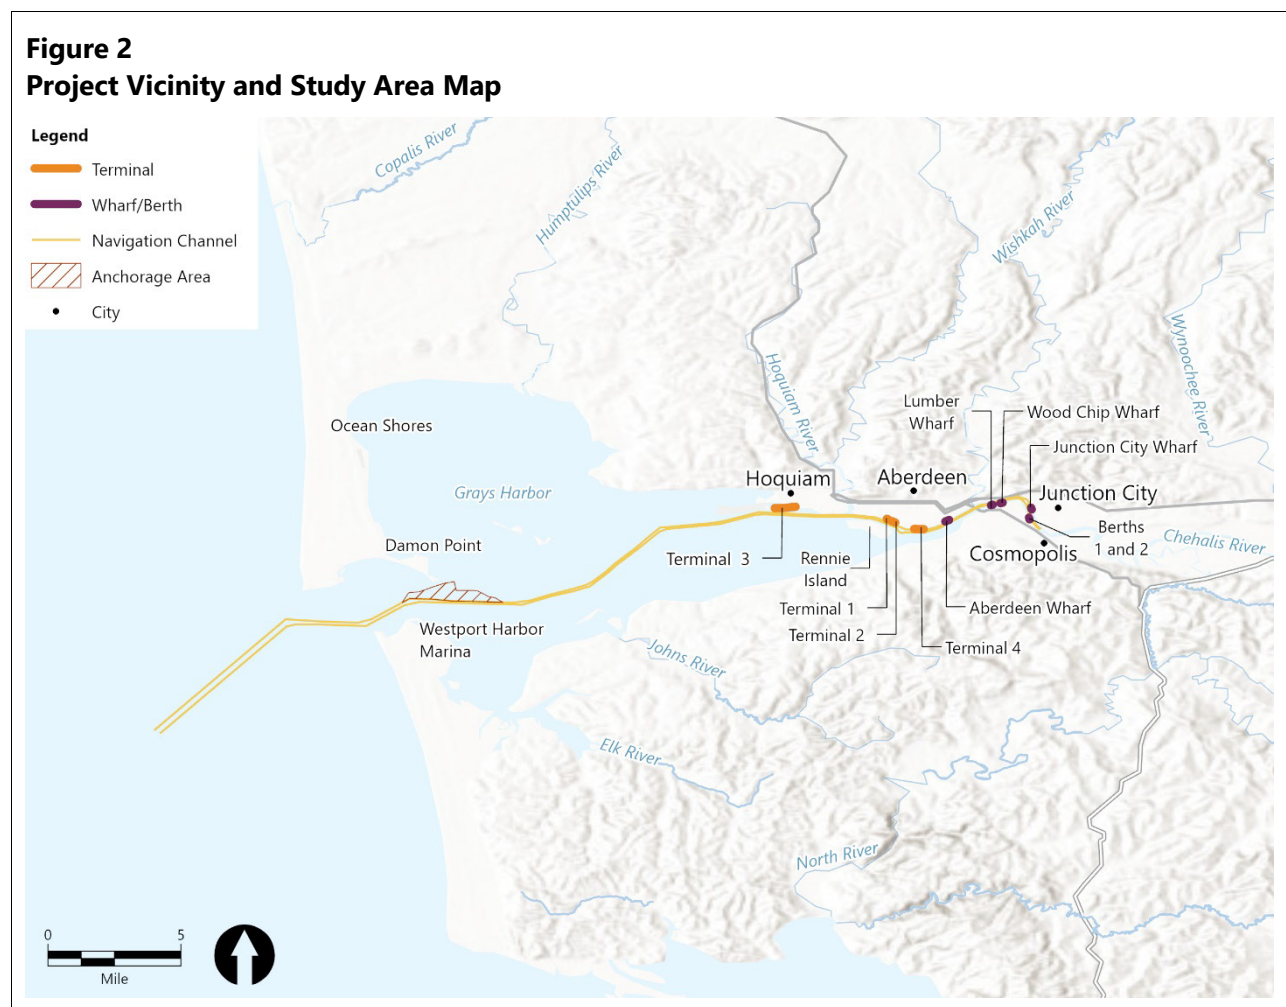 Figure 2
Project Vicinity and Study Area Map
Legend
Terminal
Wharf/Berth
Navigation Channel
Anchorage Area
City
Copalis River
Humptulips River
Wishkah River
Wynoochee River
Hoquiam River
Lumber
Wharf
Wood Chip Wharf
Junction City Wharf
Ocean Shores
Grays Harbor
Hoquiam
Aberdeen
Junction City
Berths
1 and 2
Chehalis River
Cosmopolis
Damon Point
Terminal 3
Rennie
Island
Terminal 1
Terminal 2
Aberdeen Wharf
Terminal 4
Westport Harbor
Marina
Johns River
Elk River
North River
0
5
Mile